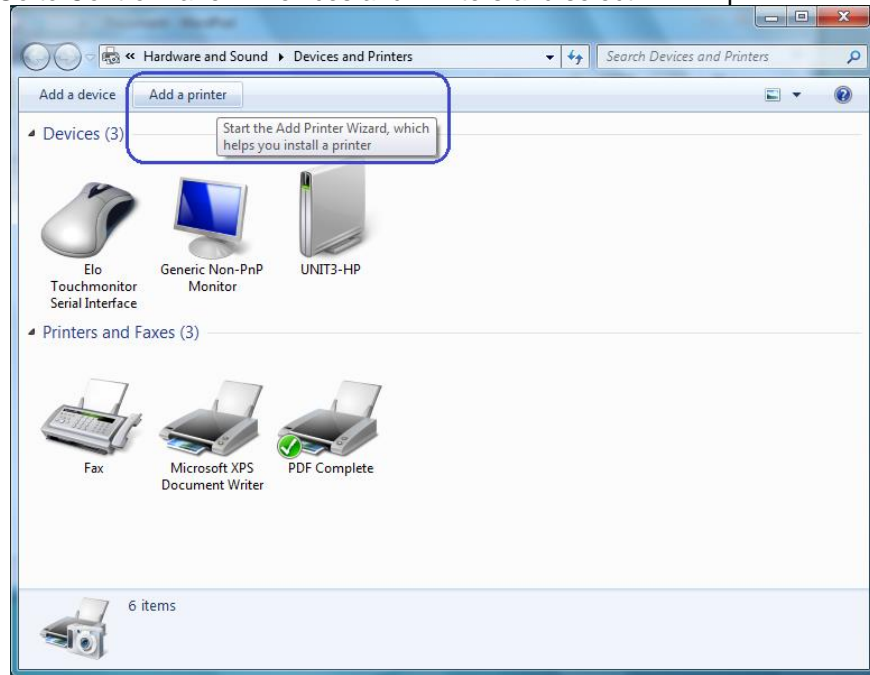 « Hardware and Sound ▸ Devices and Printers
Search Devices and Printers
Add a device
Add a printer
Start the Add Printer Wizard, which
helps you install a printer
Devices (3)
Elo
Touchmonitor
Serial Interface
Generic Non-PnP
Monitor
UNIT3-HP
Printers and Faxes (3)
Fax
Microsoft XPS
Document Writer
PDF Complete
6 items